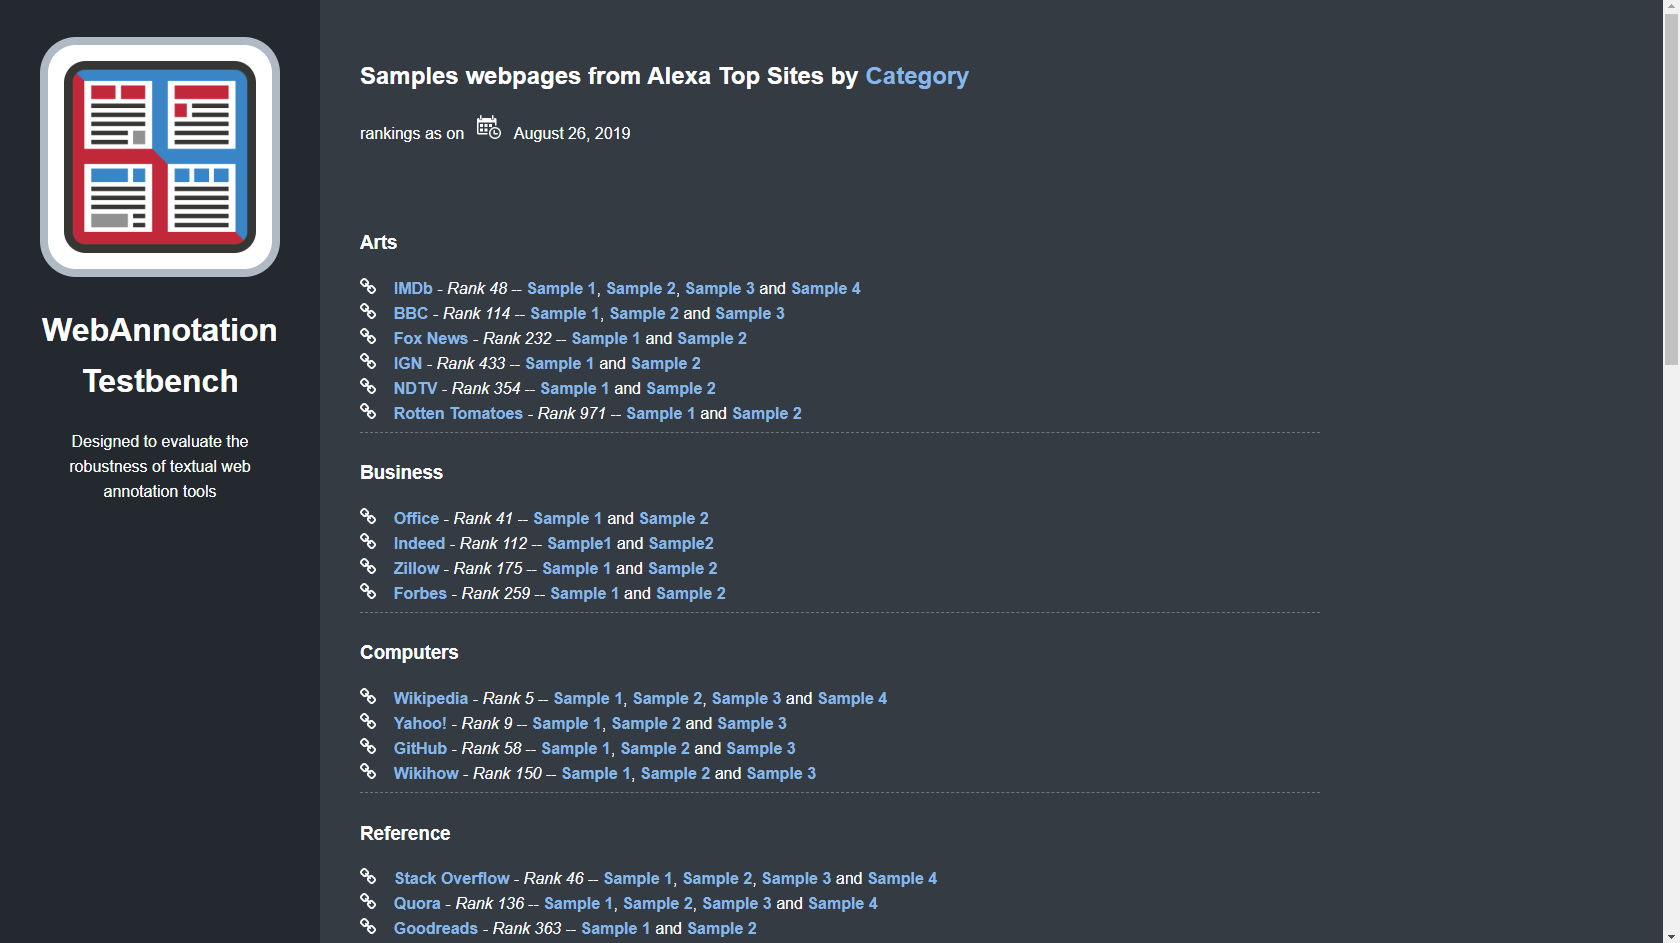 WebAnnotation
Testbench
Designed to evaluate the
robustness of textual web
annotation tools
Samples webpages from Alexa Top Sites by Category
rankings as on August 26, 2019
Arts
IMDb - Rank 48 -- Sample 1, Sample 2, Sample 3 and Sample 4
BBC - Rank 114 -- Sample 1, Sample 2 and Sample 3
Fox News - Rank 232 -- Sample 1 and Sample 2
IGN - Rank 433 -- Sample 1 and Sample 2
NDTV - Rank 354 -- Sample 1 and Sample 2
Rotten Tomatoes - Rank 971 -- Sample 1 and Sample 2
Business
Office - Rank 41 -- Sample 1 and Sample 2
Indeed - Rank 112 -- Sample1 and Sample2
Zillow - Rank 175 -- Sample 1 and Sample 2
Forbes - Rank 259 -- Sample 1 and Sample 2
Computers
Wikipedia - Rank 5 -- Sample 1, Sample 2, Sample 3 and Sample 4
Yahoo! - Rank 9 -- Sample 1, Sample 2 and Sample 3
GitHub - Rank 58 -- Sample 1, Sample 2 and Sample 3
Wikihow - Rank 150 -- Sample 1, Sample 2 and Sample 3
Reference
Stack Overflow - Rank 46 -- Sample 1, Sample 2, Sample 3 and Sample 4
Quora - Rank 136 -- Sample 1, Sample 2, Sample 3 and Sample 4
Goodreads - Rank 363 -- Sample 1 and Sample 2